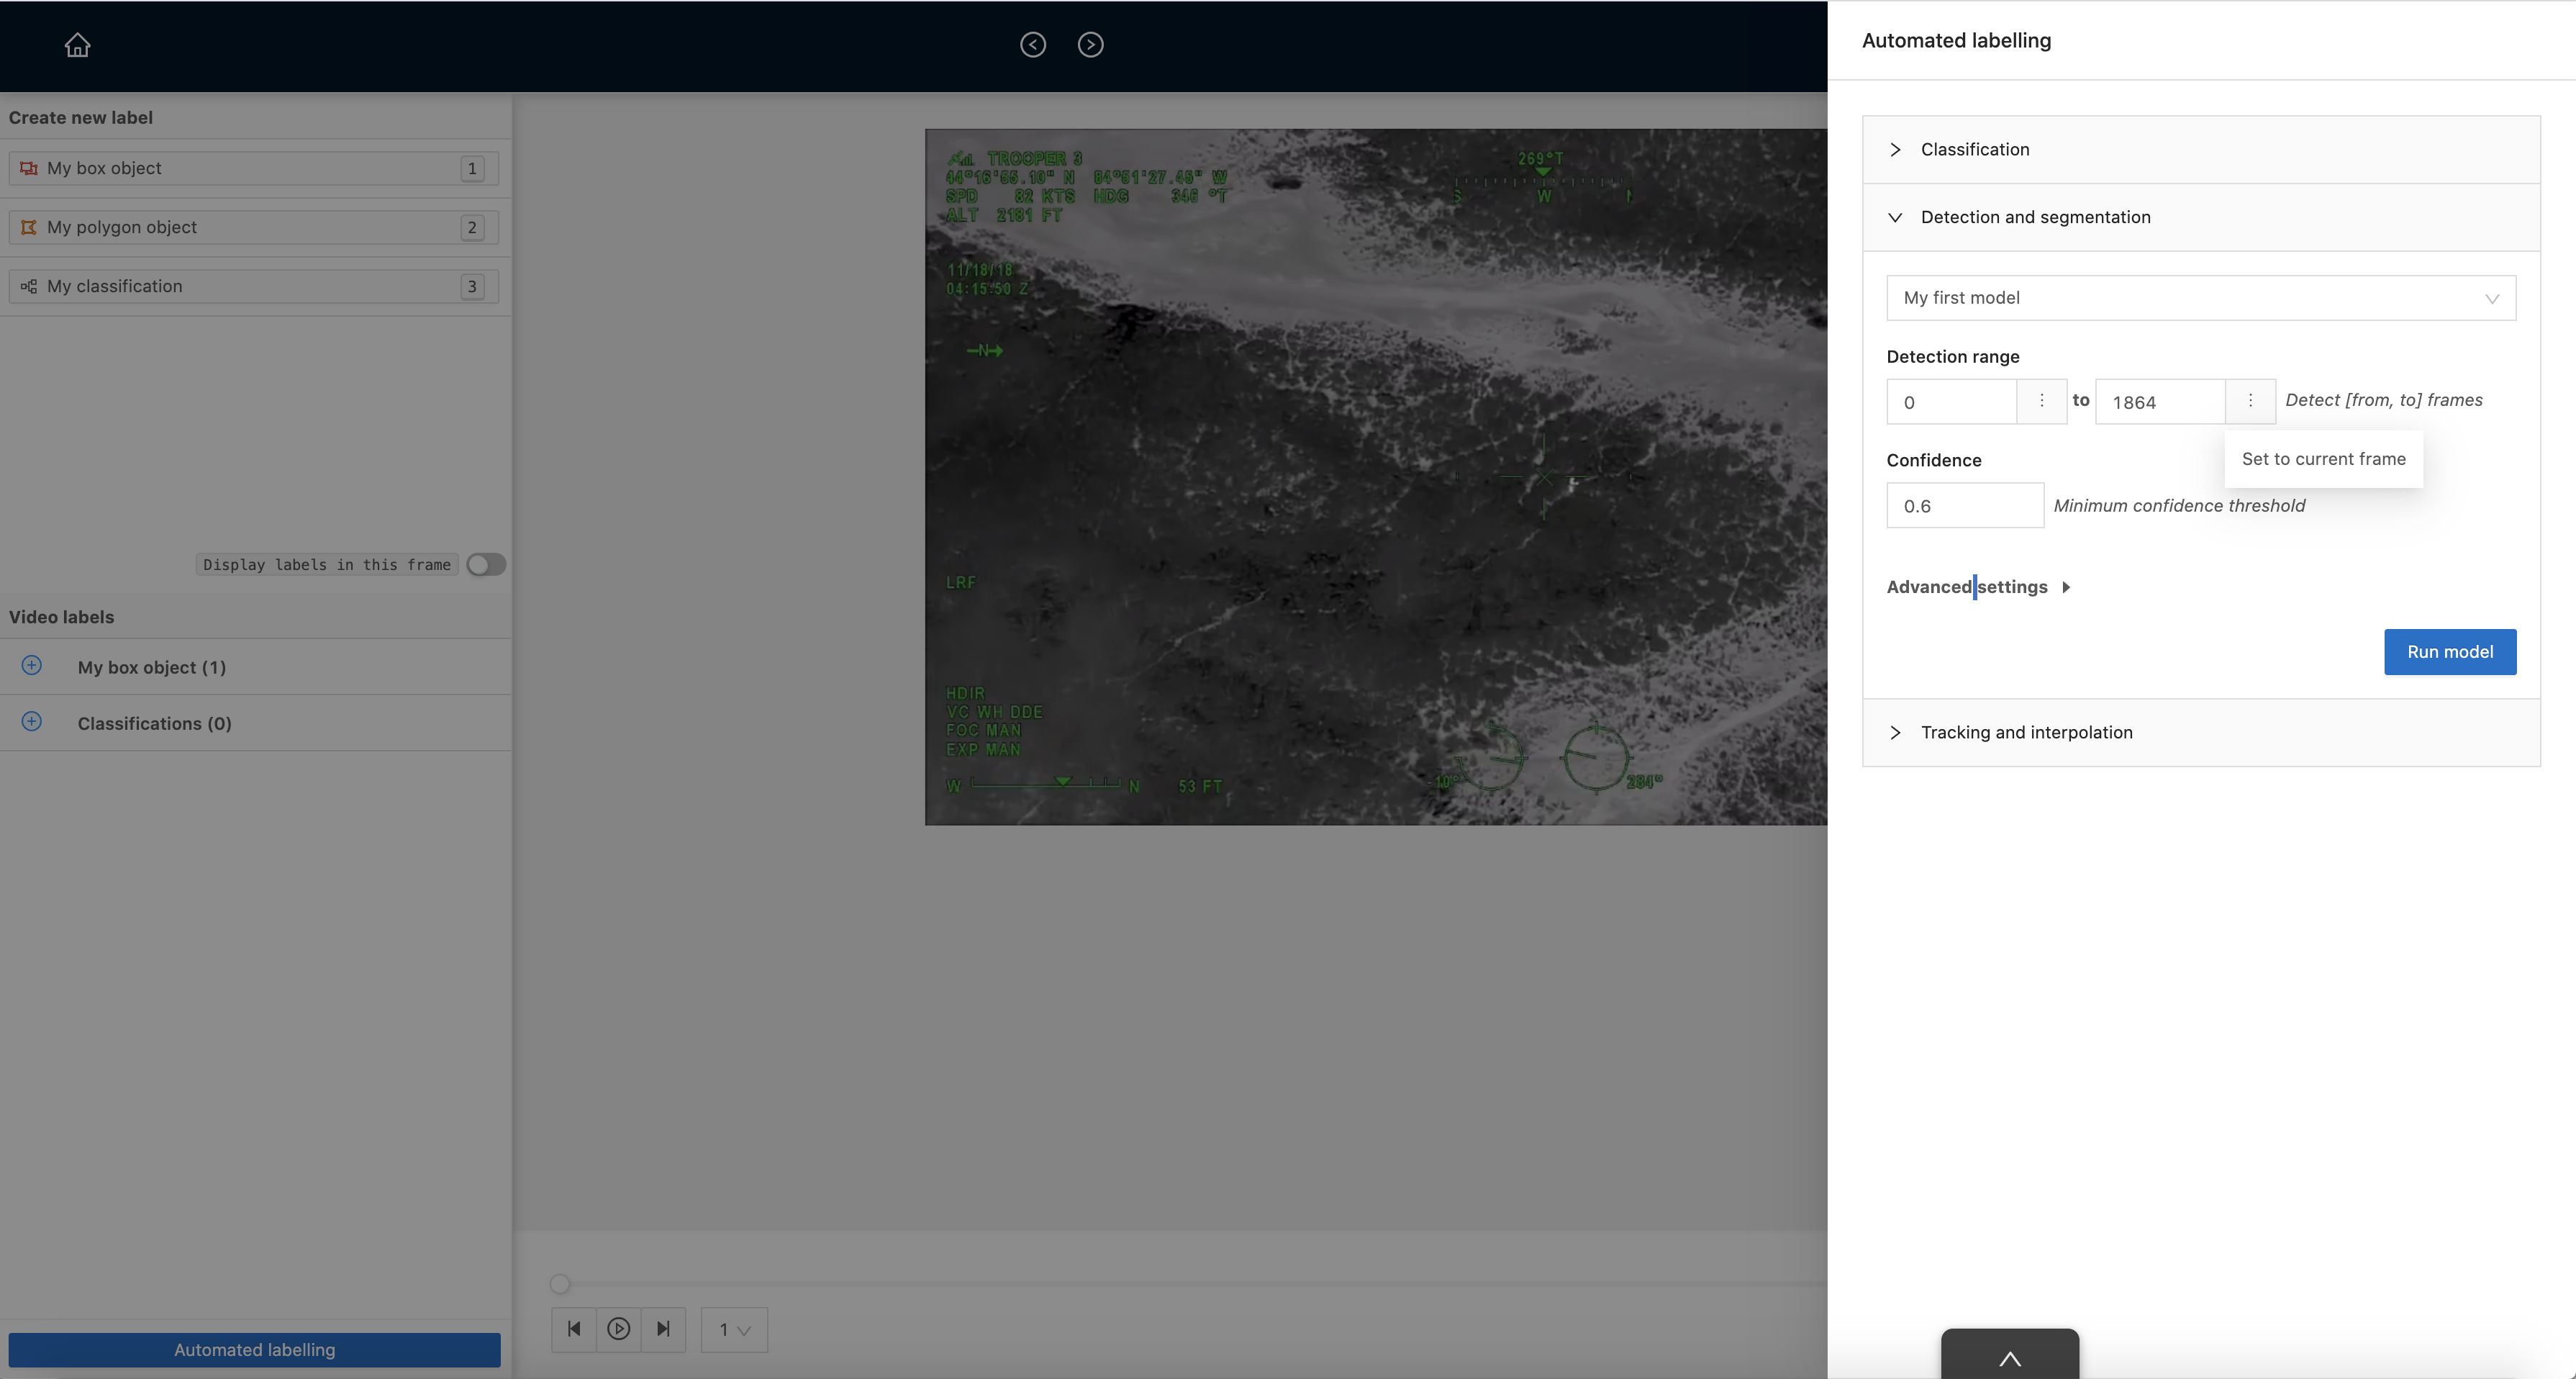 Automated labelling
Create new label
My box object 1
My polygon object 2
My classification 3
Display labels in this frame
Video labels
My box object (1)
Classifications (0)
Automated labelling
TROOPER 3
44°16'55.10" N 84°51'27.45" W
SPD 82 KTS HDG 346 °T
ALT 2181 FT
11/18/18
04:15:50 Z
N
269°T
S W N
LRF
HDIR
VC WH DDE
FOC MAN
EXP MAN
W N 53 FT
-19° 284°
1
Classification
Detection and segmentation
My first model
Detection range
0 to 1864 Detect [from, to] frames
Set to current frame
Confidence
0.6 Minimum confidence threshold
Advanced settings
Run model
Tracking and interpolation